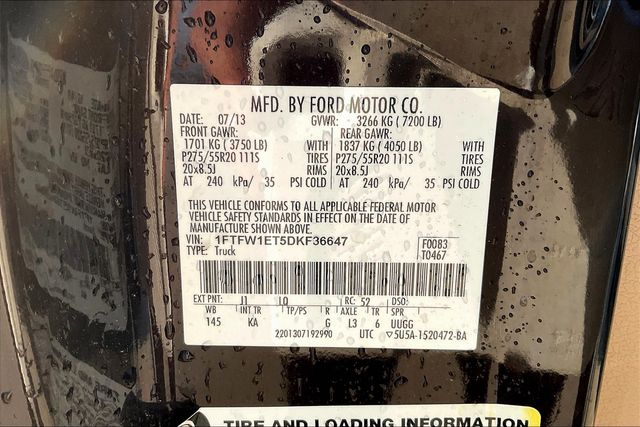 MFD. BY FORD MOTOR CO.
DATE: 07/13 GVWR: 3266 KG ( 7200 LB)
FRONT GAWR: REAR GAWR:
1701 KG ( 3750 LB) WITH 1837 KG ( 4050 LB) WITH
P275/55R20 111S TIRES P275/55R20 111S TIRES
20x8.5J RIMS 20x8.5J RIMS
AT 240 kPa/ 35 PSI COLD AT 240 kPa/ 35 PSI COLD
THIS VEHICLE CONFORMS TO ALL APPLICABLE FEDERAL MOTOR
VEHICLE SAFETY STANDARDS IN EFFECT ON THE DATE OF
MANUFACTURE SHOWN ABOVE.
VIN: 1FTFW1ET5DKF36647 F0083
TYPE: Truck T0467
EXT PNT: J1 LQ RC: 52 DSO:
WB INT TR TP/PS R AXLE TR SPR
145 KA G L3 6 UUGG
2201307192990 UTC ▽5U5A-1520472-BA
TIRE AND LOADING INFORMATION